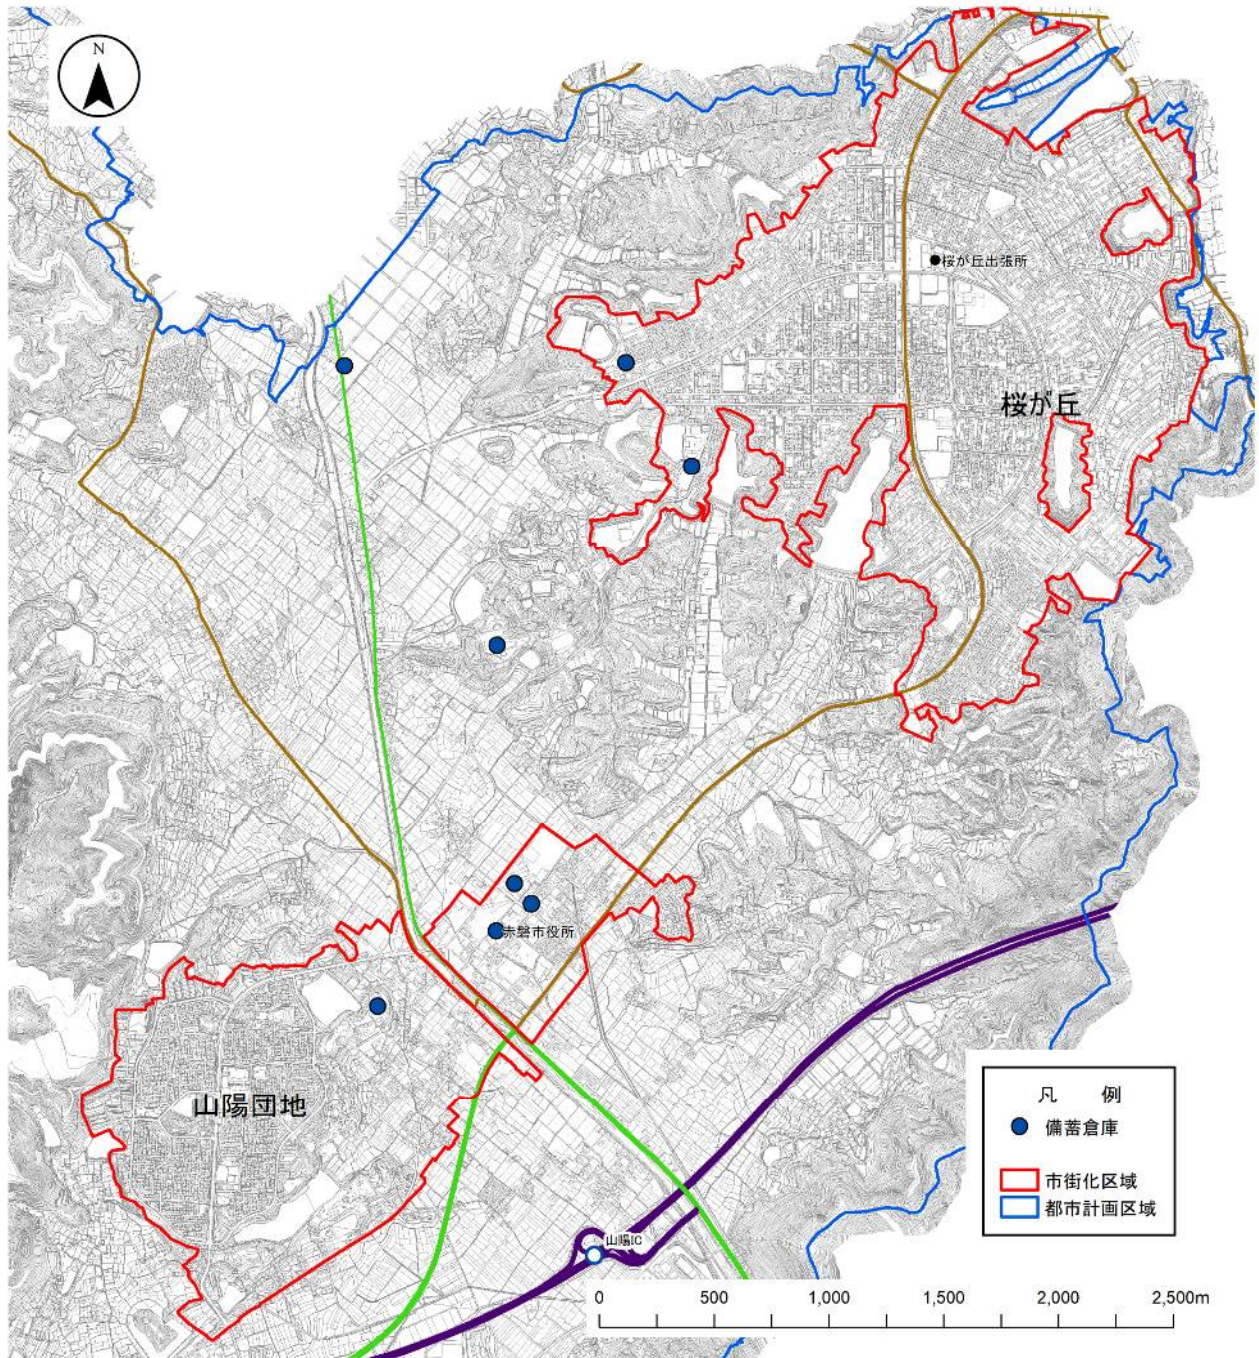 N
桜が丘出張所
桜が丘
赤磐市役所
山陽団地
山陽IC
凡　例
備蓄倉庫
市街化区域
都市計画区域
0 500 1,000 1,500 2,000 2,500m